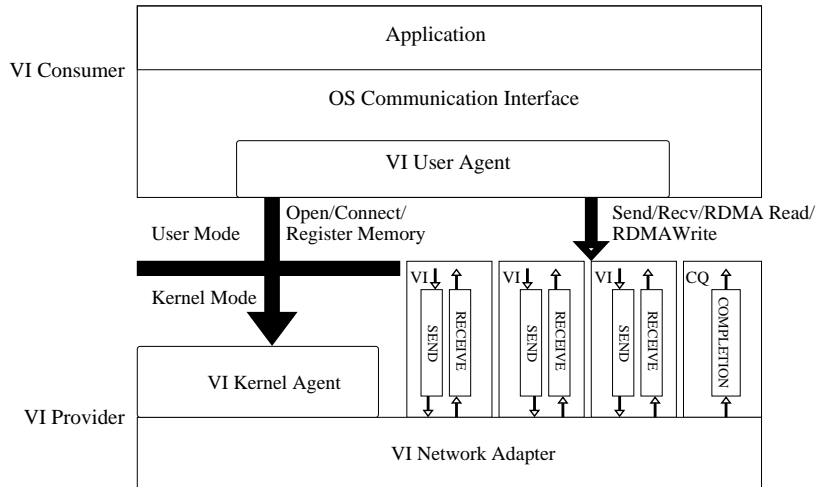 Application
VI Consumer
OS Communication Interface
VI User Agent
Open/Connect/
Register Memory
Send/Recv/RDMA Read/
RDMAWrite
User Mode
Kernel Mode
VI
SEND
RECEIVE
VI
SEND
RECEIVE
VI
SEND
RECEIVE
CQ
COMPLETION
VI Kernel Agent
VI Provider
VI Network Adapter